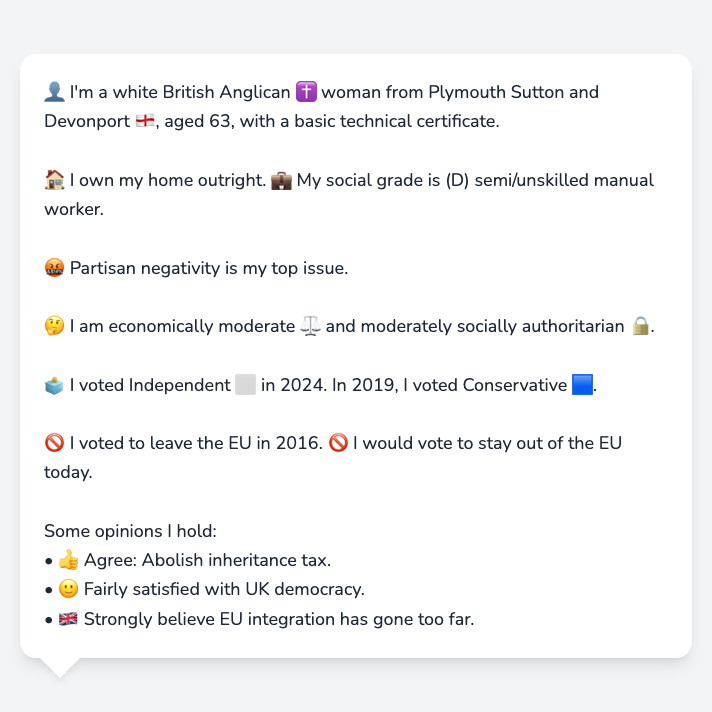 👤 I'm a white British Anglican ✝️ woman from Plymouth Sutton and
Devonport 🏴󠁧󠁢󠁥󠁮󠁧󠁿, aged 63, with a basic technical certificate.
🏠 I own my home outright. 💼 My social grade is (D) semi/unskilled manual
worker.
🤬 Partisan negativity is my top issue.
🤔 I am economically moderate ⚖️ and moderately socially authoritarian 🔒.
🗳️ I voted Independent ⬜ in 2024. In 2019, I voted Conservative 🟦.
🚫 I voted to leave the EU in 2016. 🚫 I would vote to stay out of the EU
today.
Some opinions I hold:
• 👍 Agree: Abolish inheritance tax.
• 🙂 Fairly satisfied with UK democracy.
• 🇬🇧 Strongly believe EU integration has gone too far.